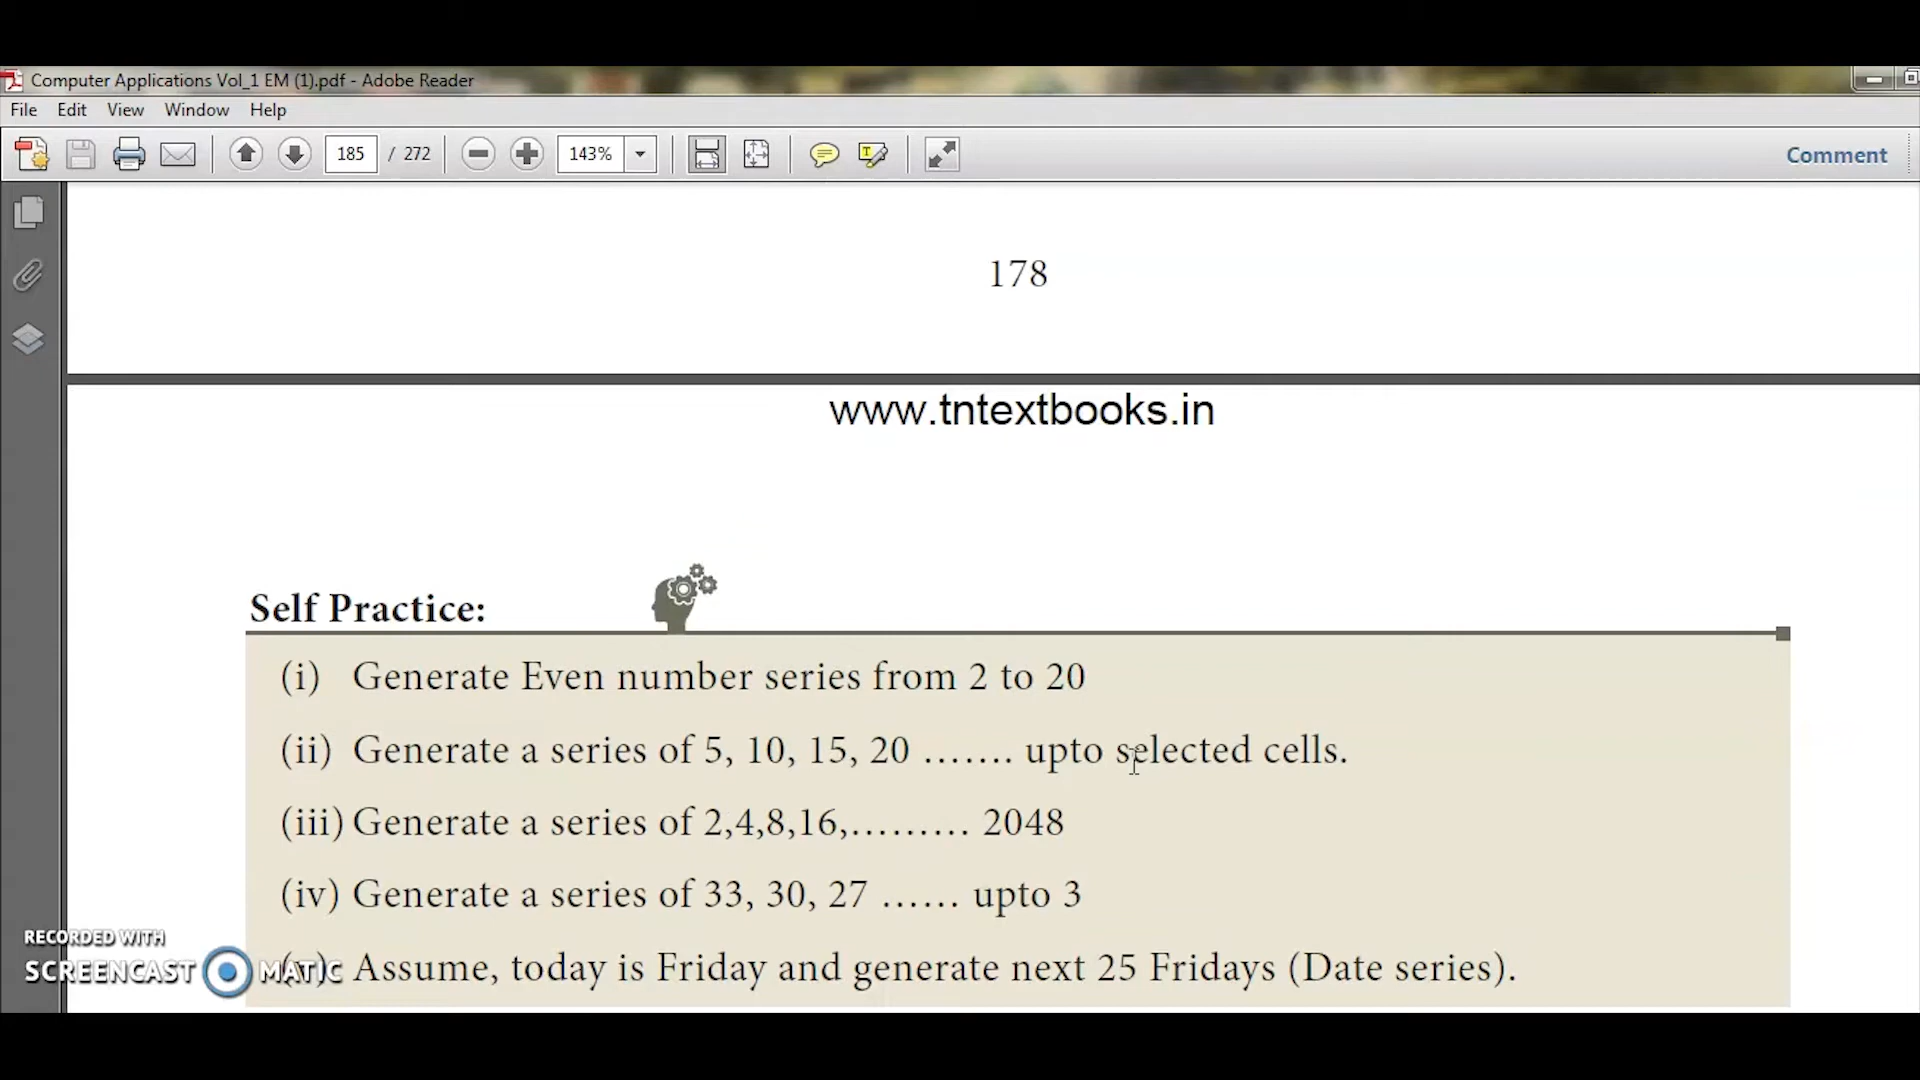 Computer Applications Vol_1 EM (1).pdf - Adobe Reader
File Edit View Window Help
185 / 272 143% Comment
178
www.tntextbooks.in
Self Practice:
(i) Generate Even number series from 2 to 20
(ii) Generate a series of 5, 10, 15, 20 ....... upto selected cells.
(iii) Generate a series of 2,4,8,16,......... 2048
(iv) Generate a series of 33, 30, 27 ...... upto 3
RECORDED WITH
SCREENCAST MATIC
Assume, today is Friday and generate next 25 Fridays (Date series).